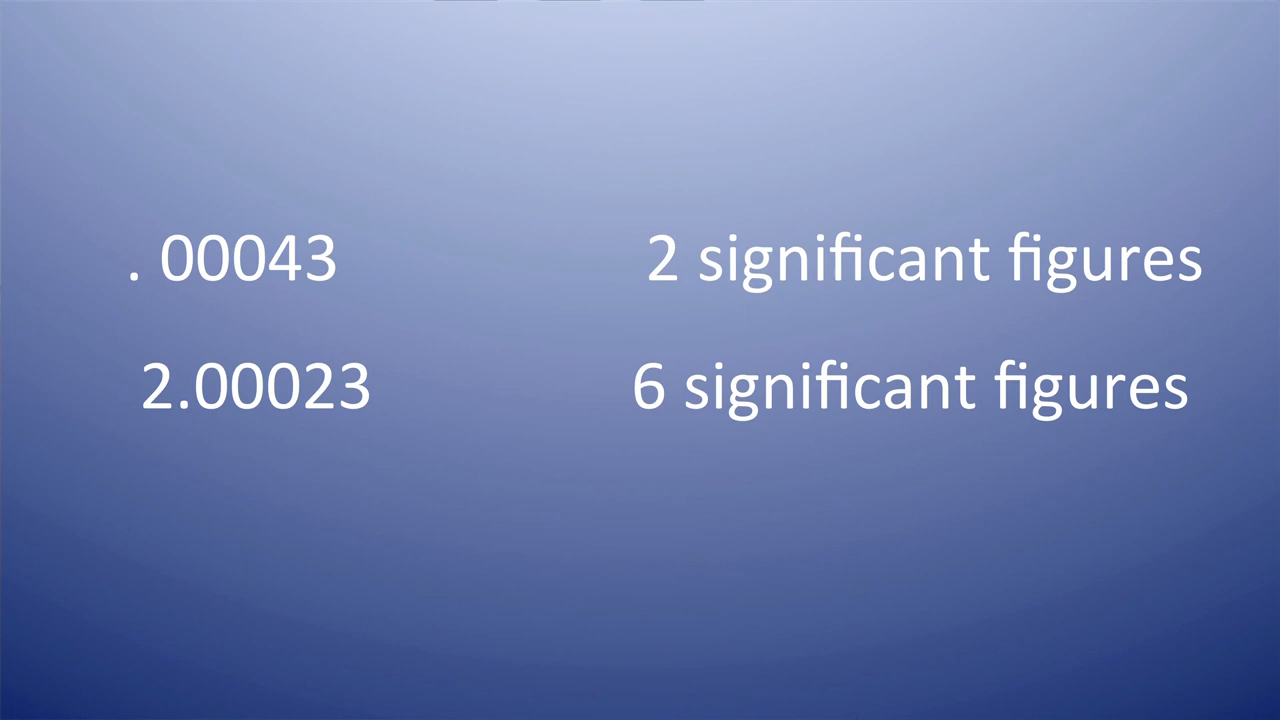 . 00043 2 significant figures
2.00023 6 significant figures